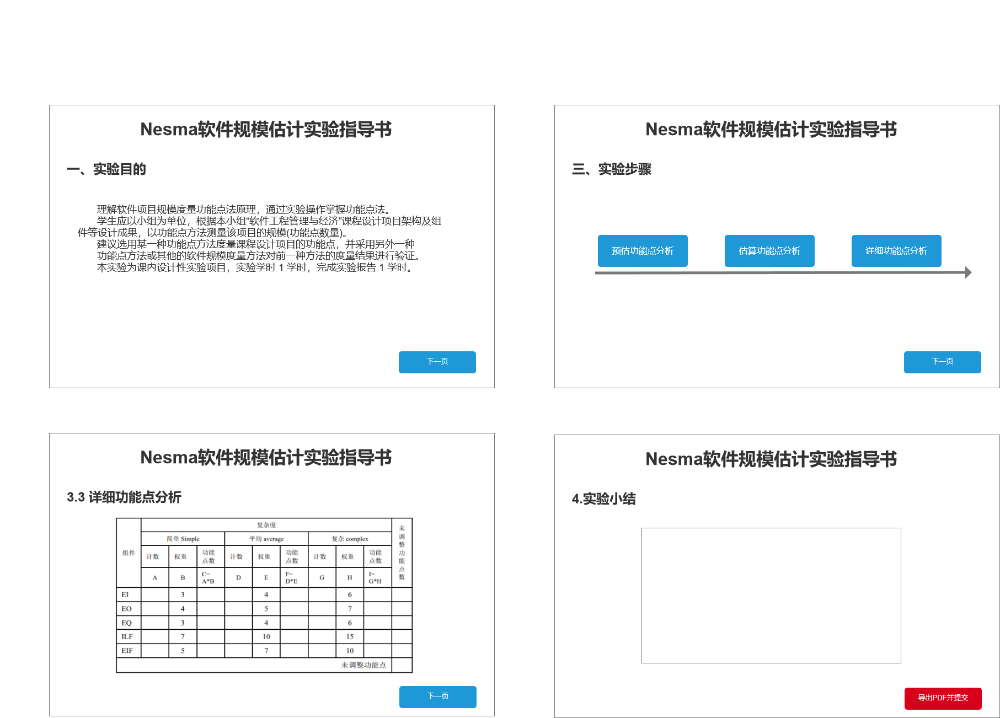 Nesma软件规模估计实验指导书
一、实验目的
理解软件项目规模度量功能点法原理，通过实验操作掌握功能点法。
学生应以小组为单位，根据本小组“软件工程管理与经济”课程设计项目架构及组
件等设计成果，以功能点方法测量该项目的规模(功能点数量)。
建议选用某一种功能点方法度量课程设计项目的功能点，并采用另外一种
功能点方法或其他的软件规模度量方法对前一种方法的度量结果进行验证。
本实验为课内设计性实验项目，实验学时 1 学时，完成实验报告 1 学时。
下一页
Nesma软件规模估计实验指导书
三、实验步骤
预估功能点分析 估算功能点分析 详细功能点分析
下一页
Nesma软件规模估计实验指导书
3.3 详细功能点分析
组件 复杂度 未调整功能点数
简单 Simple 平均 average 复杂 complex
计数 权重 功能点数 计数 权重 功能点数 计数 权重 功能点数
A B C=A*B D E F=D*E G H I=G*H
EI 3 4 6
EO 4 5 7
EQ 3 4 6
ILF 7 10 15
EIF 5 7 10
未调整功能点
下一页
Nesma软件规模估计实验指导书
4.实验小结
导出PDF并提交